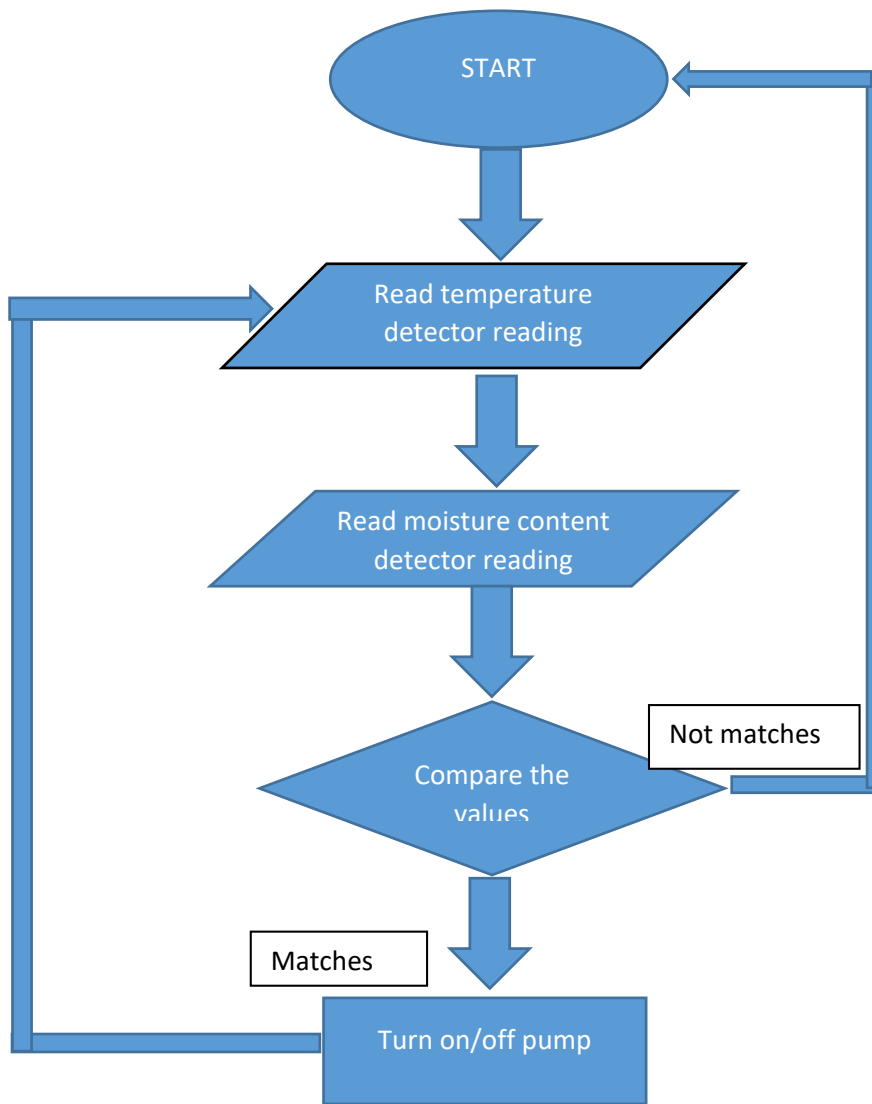 START
Read temperature
detector reading
Read moisture content
detector reading
Not matches
Compare the
values
Matches
Turn on/off pump